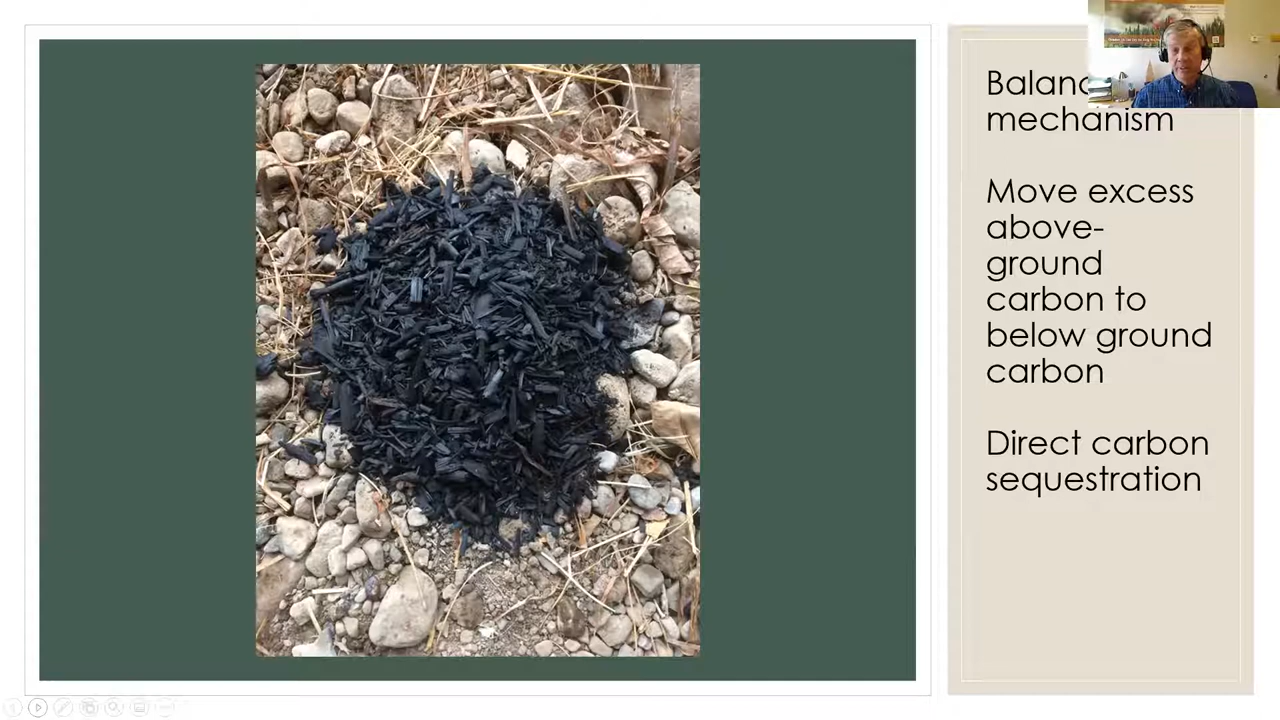 mechanism
Move excess
above-
ground
carbon to
below ground
carbon
Direct carbon
sequestration